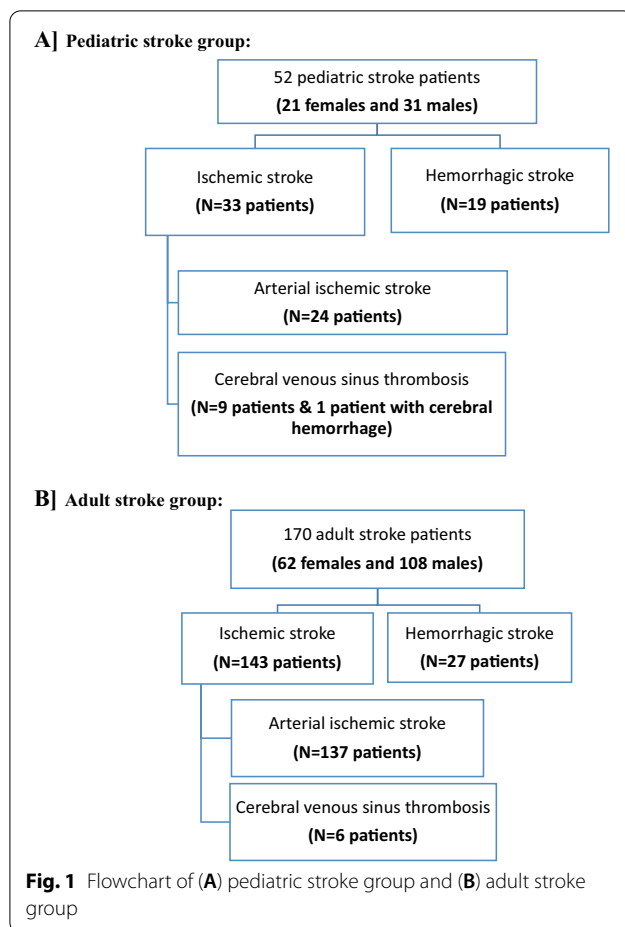 A] Pediatric stroke group:
52 pediatric stroke patients
(21 females and 31 males)
Ischemic stroke
(N=33 patients)
Hemorrhagic stroke
(N=19 patients)
Arterial ischemic stroke
(N=24 patients)
Cerebral venous sinus thrombosis
(N=9 patients & 1 patient with cerebral
hemorrhage)
B] Adult stroke group:
170 adult stroke patients
(62 females and 108 males)
Ischemic stroke
(N=143 patients)
Hemorrhagic stroke
(N=27 patients)
Arterial ischemic stroke
(N=137 patients)
Cerebral venous sinus thrombosis
(N=6 patients)
Fig. 1 Flowchart of (A) pediatric stroke group and (B) adult stroke
group